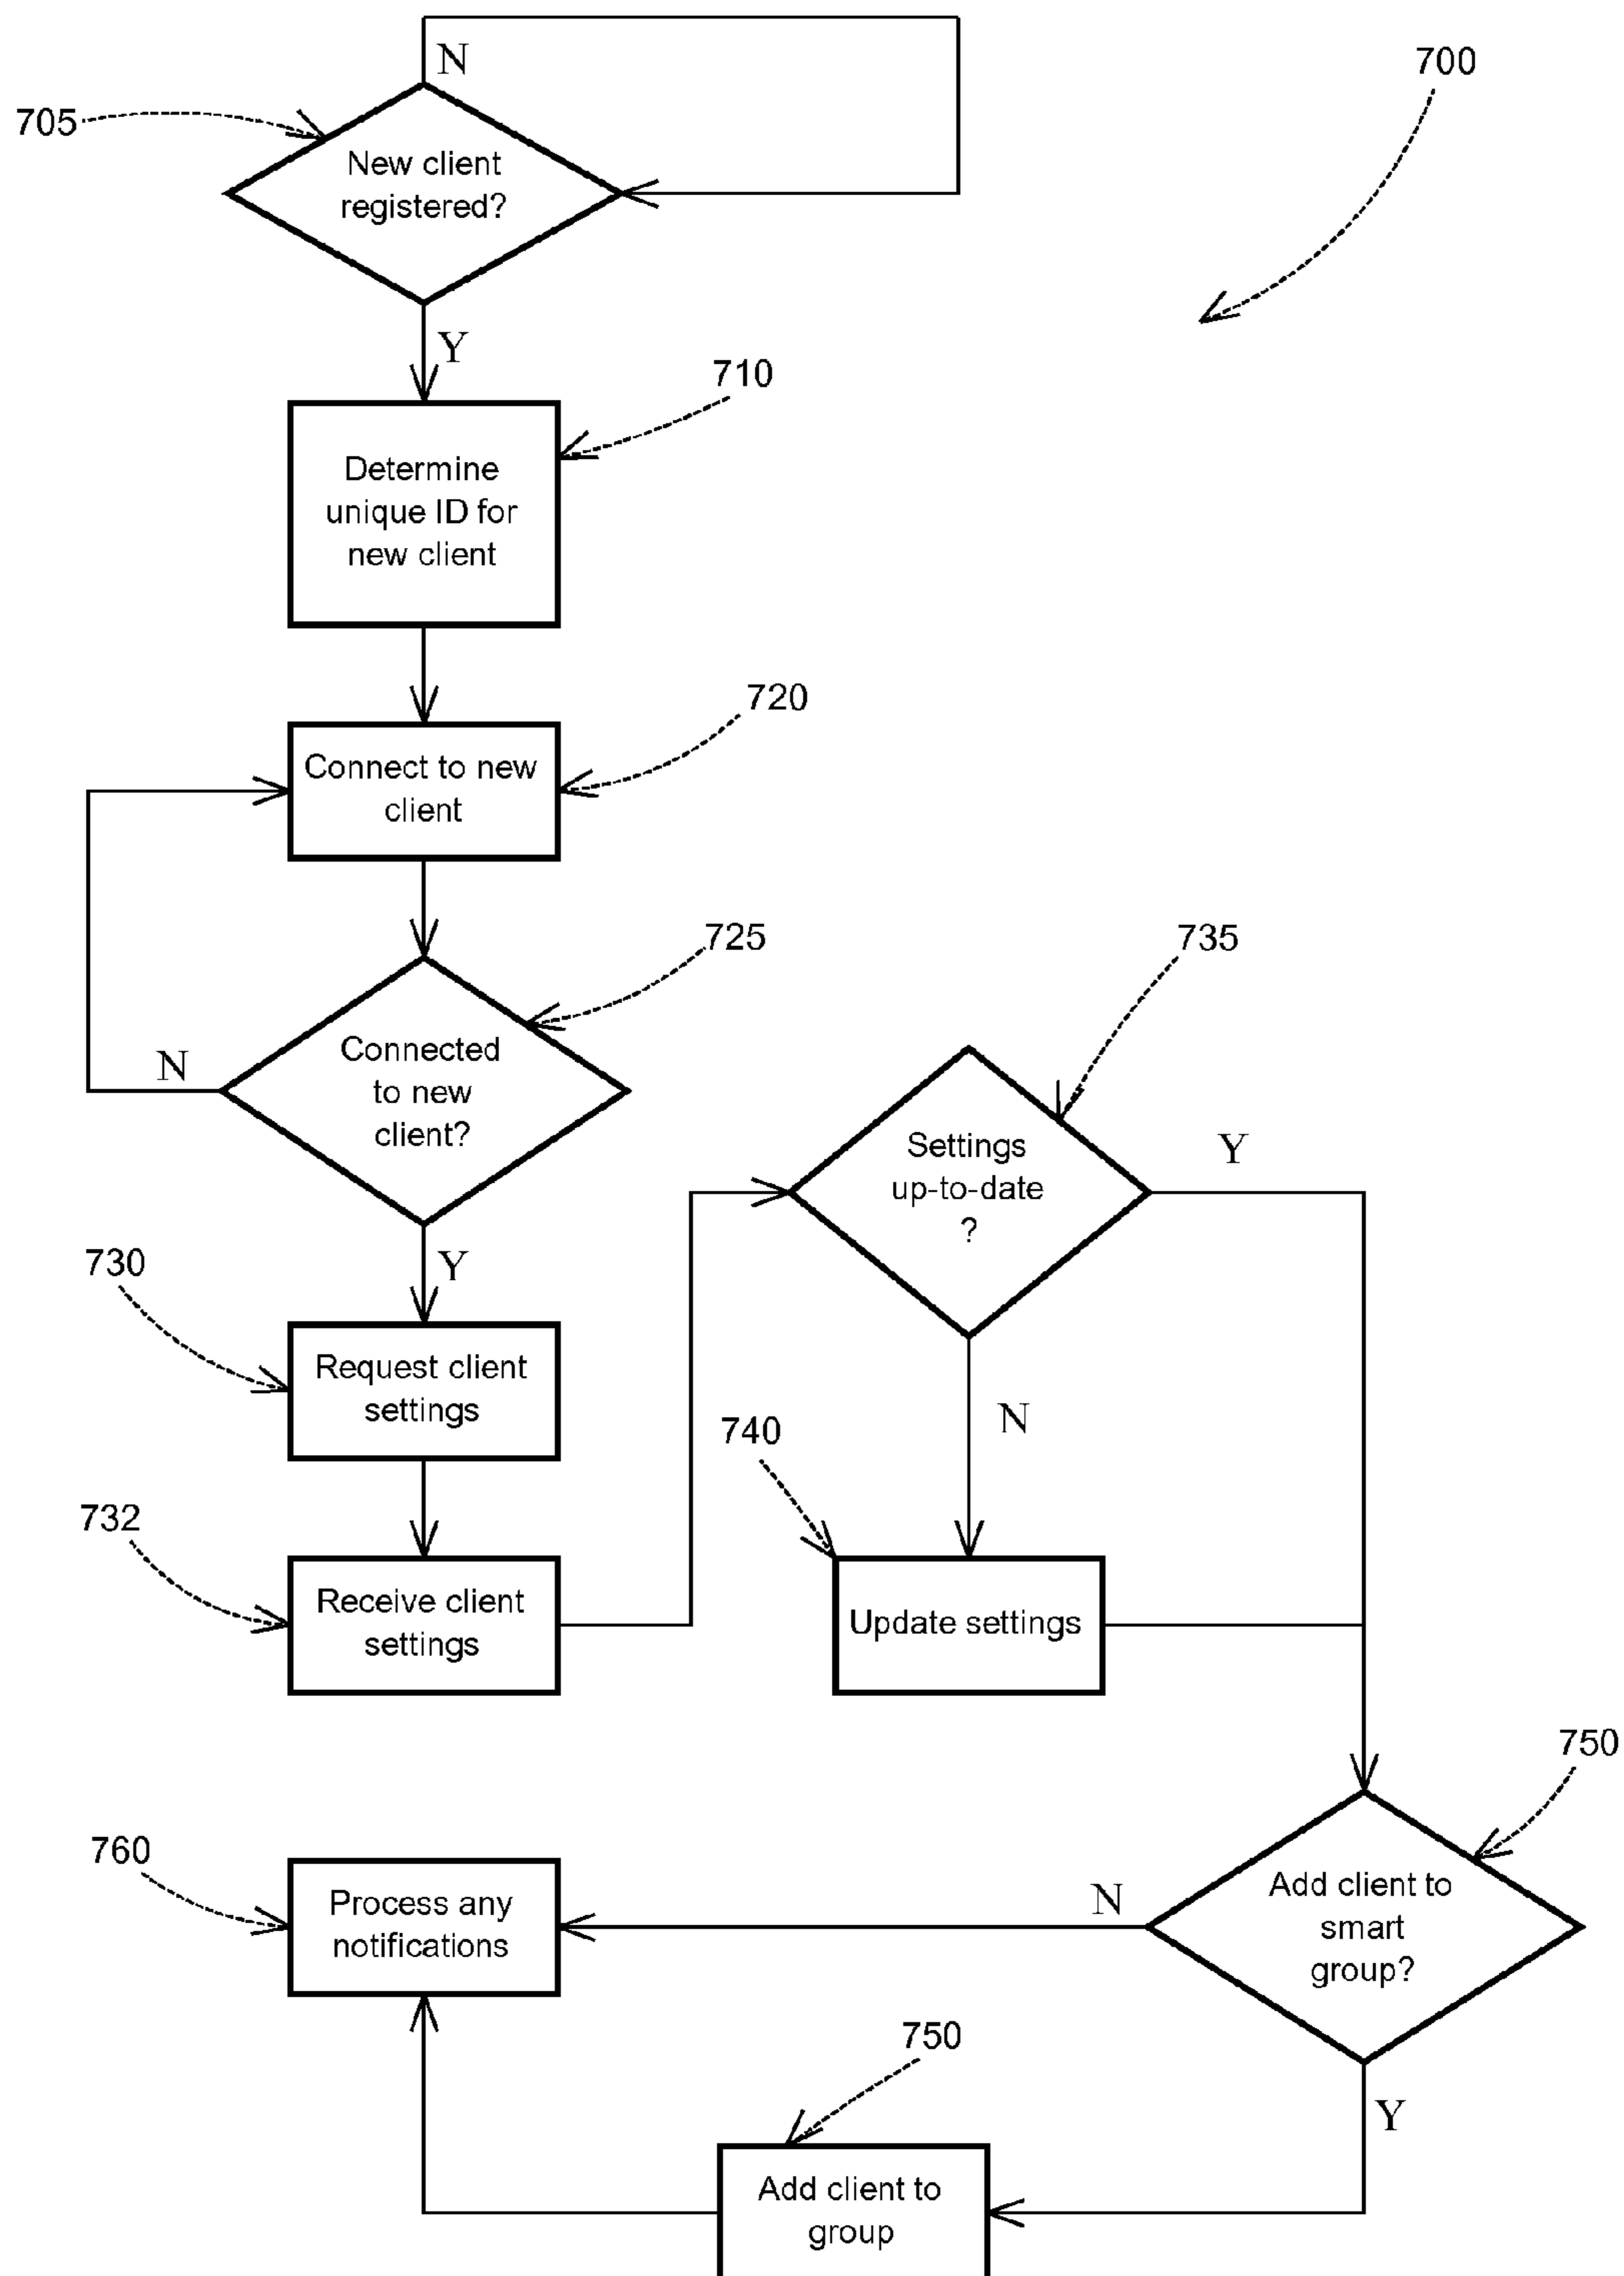 N
700
705
New client
registered?
Y
710
Determine
unique ID for
new client
720
Connect to new
client
725
735
Connected
to new
client?
N
Settings
up-to-date
?
Y
Y
730
Request client
settings
N
740
732
Receive client
settings
Update settings
750
760
Process any
notifications
N
Add client to
smart
group?
750
Y
Add client to
group